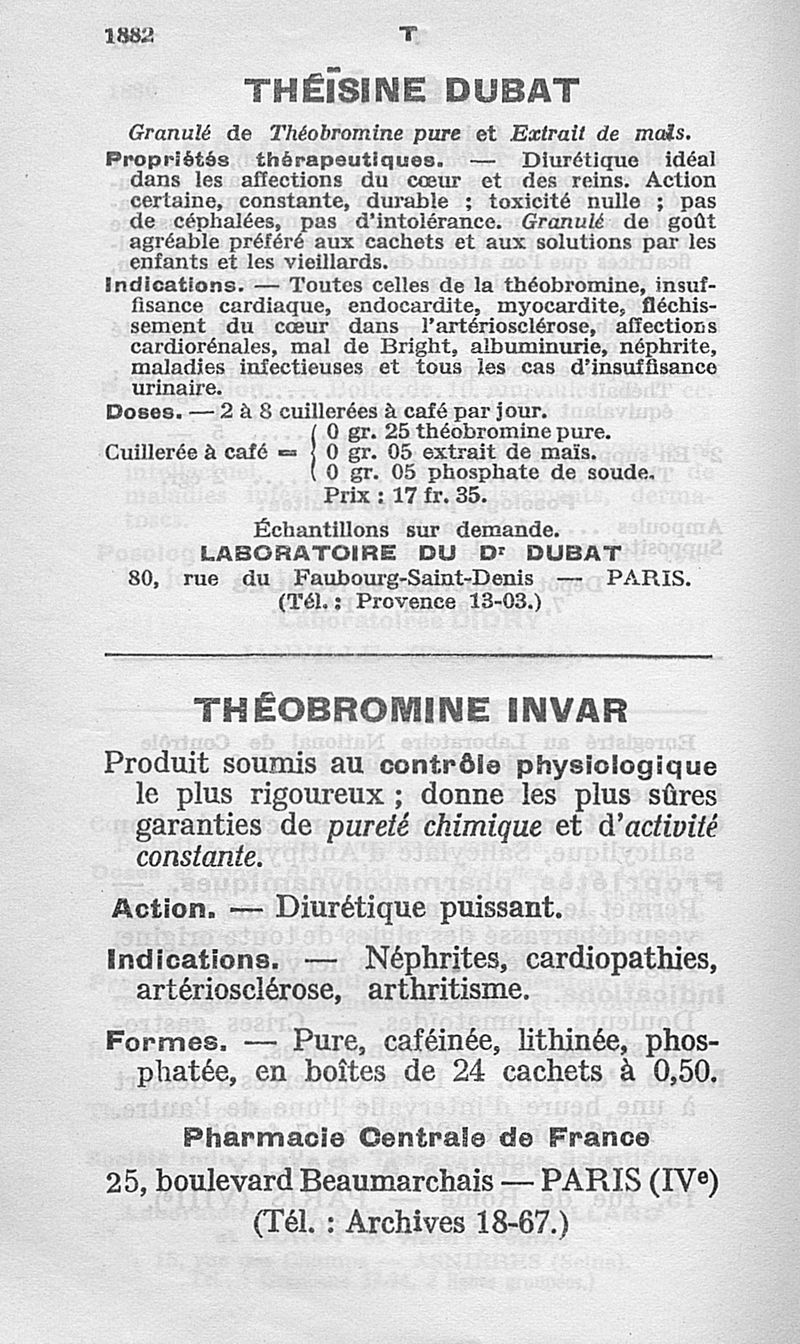 1882
T
THÉÏSINE DUBAT
Granulé de Théobromine pure et Extrait de maïs.
Propriétés thérapeutiques. — Diurétique idéal
dans les affections du cœur et des reins. Action
certaine, constante, durable ; toxicité nulle ; pas
de céphalées, pas d'intolérance. Granulé de goût
agréable préféré aux cachets et aux solutions par les
enfants et les vieillards.
Indications. — Toutes celles de la théobromine, insuf-
fisance cardiaque, endocardite, myocardite, fléchis-
sement du cœur dans l'artériosclérose, affections
cardiorénales, mal de Bright, albuminurie, néphrite,
maladies infectieuses et tous les cas d'insuffisance
urinaire.
Doses. — 2 à 8 cuillerées à café par jour.
Cuillerée à café =
0 gr. 25 théobromine pure.
0 gr. 05 extrait de maïs.
0 gr. 05 phosphate de soude.
Prix : 17 fr. 35.
Échantillons sur demande.
LABORATOIRE DU Dr DUBAT
80, rue du Faubourg-Saint-Denis — PARIS.
(Tél. : Provence 13-03.)
THÉOBROMINE INVAR
Produit soumis au contrôle physiologique
le plus rigoureux ; donne les plus sûres
garanties de pureté chimique et d'activité
constante.
Action. — Diurétique puissant.
Indications. — Néphrites, cardiopathies,
artériosclérose, arthritisme.
Formes. — Pure, caféinée, lithinée, phos-
phatée, en boîtes de 24 cachets à 0,50.
Pharmacie Centrale de France
25, boulevard Beaumarchais — PARIS (IVe)
(Tél. : Archives 18-67.)